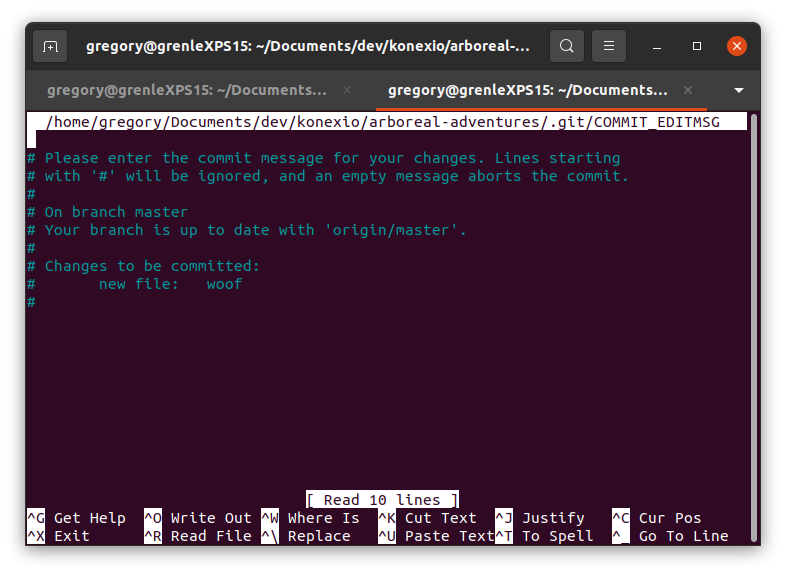 gregory@grenleXPS15: ~/Documents/dev/konexio/arboreal-...
gregory@grenleXPS15: ~/Documents... × gregory@grenleXPS15: ~/Documents... ×
/home/gregory/Documents/dev/konexio/arboreal-adventures/.git/COMMIT_EDITMSG
# Please enter the commit message for your changes. Lines starting
# with '#' will be ignored, and an empty message aborts the commit.
#
# On branch master
# Your branch is up to date with 'origin/master'.
#
# Changes to be committed:
#       new file:   woof
#
[ Read 10 lines ]
^G Get Help  ^O Write Out ^W Where Is  ^K Cut Text  ^J Justify   ^C Cur Pos
^X Exit      ^R Read File ^\ Replace   ^U Paste Text^T To Spell  ^_ Go To Line